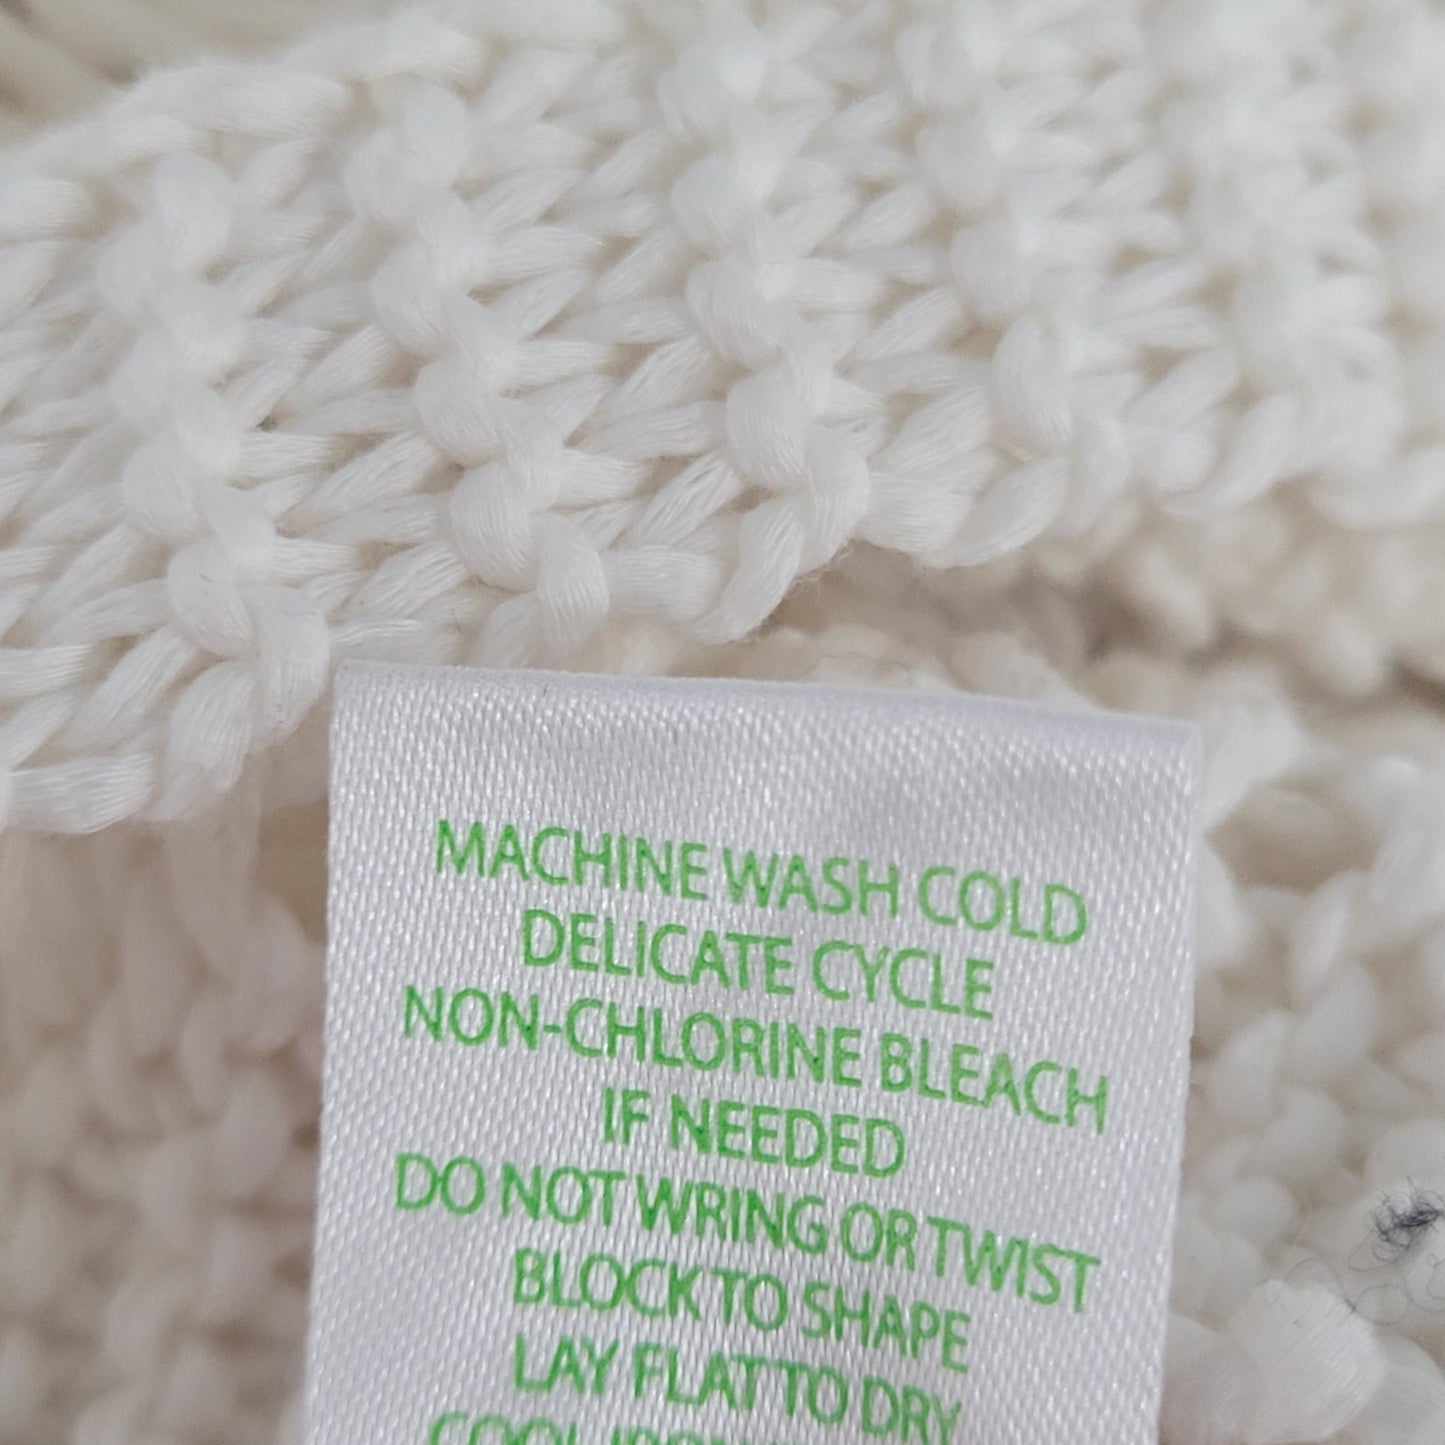 MACHINE WASH COLD
DELICATE CYCLE
NON-CHLORINE BLEACH
IF NEEDED
DO NOT WRING OR TWIST
BLOCK TO SHAPE
LAY FLAT TO DRY
COOL